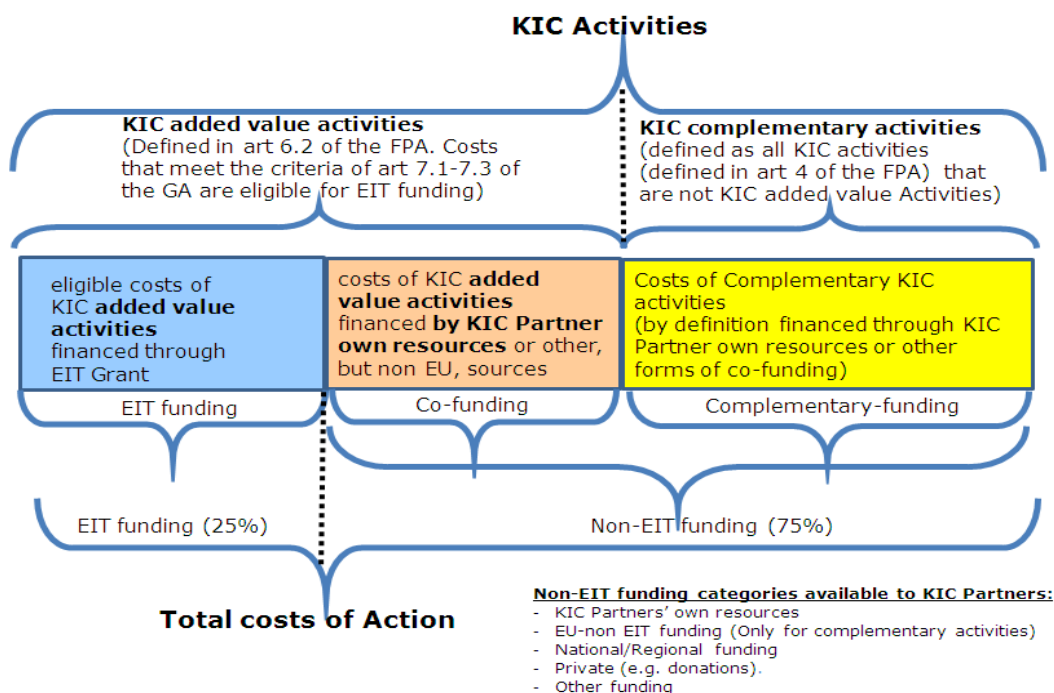 KIC Activities
KIC added value activities
(Defined in art 6.2 of the FPA. Costs
that meet the criteria of art 7.1-7.3 of
the GA are eligible for EIT funding)
KIC complementary activities
(defined as all KIC activities
(defined in art 4 of the FPA) that
are not KIC added value Activities)
eligible costs of
KIC added value
activities
financed through
EIT Grant
costs of KIC added
value activities
financed by KIC Partner
own resources or other,
but non EU, sources
Costs of Complementary KIC
activities
(by definition financed through KIC
Partner own resources or other
forms of co-funding)
EIT funding
Co-funding
Complementary-funding
EIT funding (25%)
Non-EIT funding (75%)
Total costs of Action
Non-EIT funding categories available to KIC Partners:
- KIC Partners’ own resources
- EU-non EIT funding (Only for complementary activities)
- National/Regional funding
- Private (e.g. donations).
- Other funding